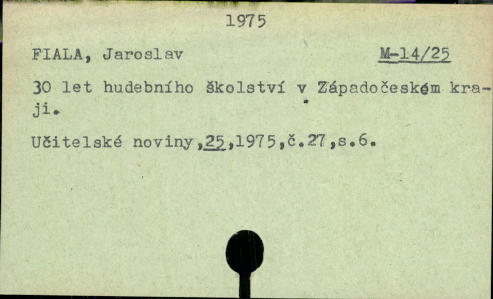 1975
FIALA, Jaroslav M-14/25
30 let hudebního školství v Západočeském kra-
ji.
Učitelské noviny,25,1975,č.27,s.6.